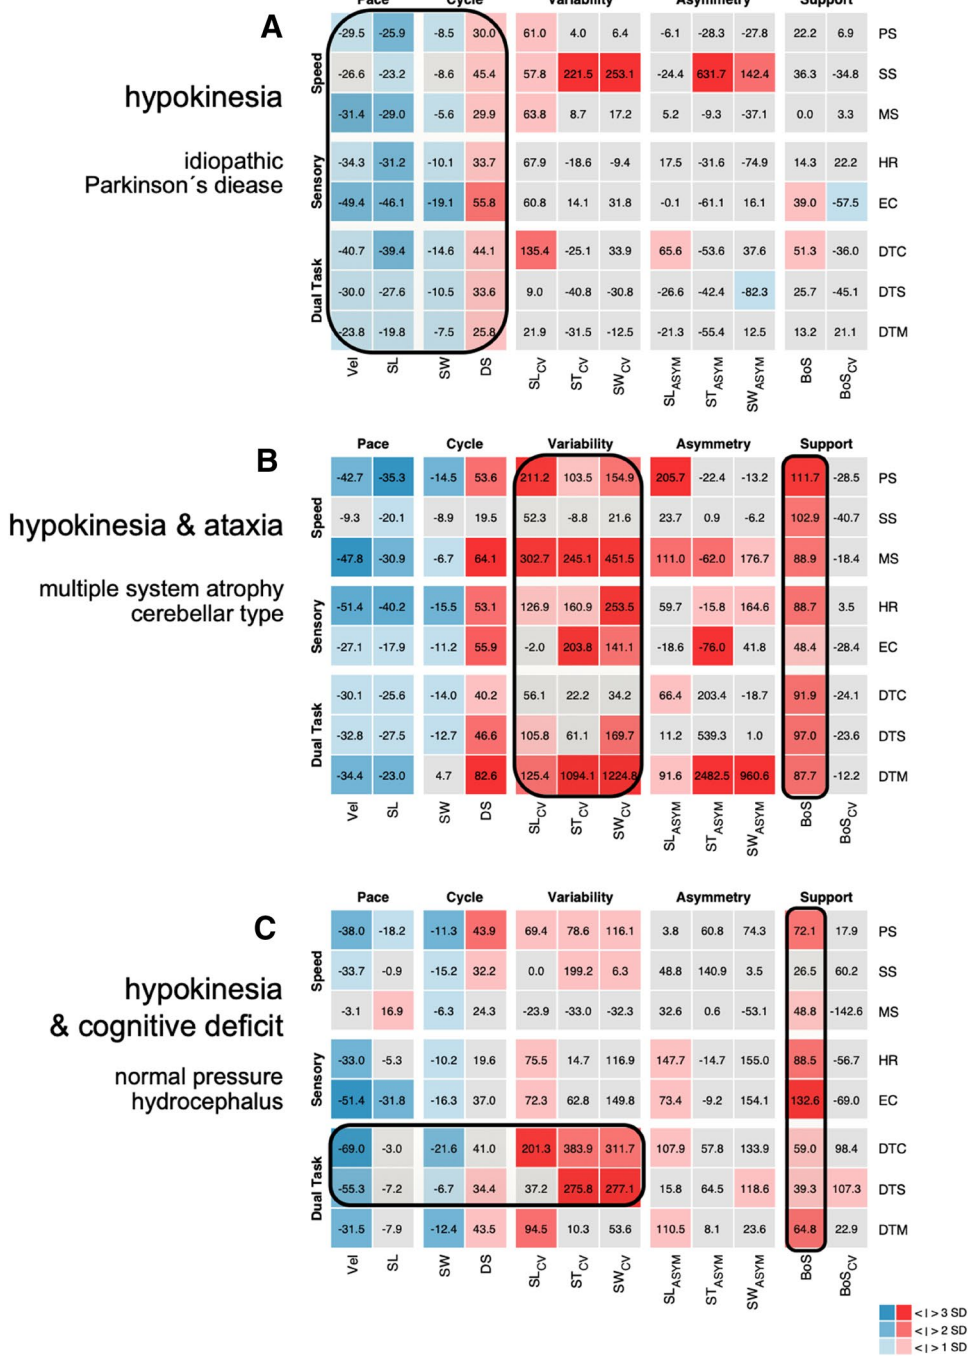 Pace Cycle Variability Asymmetry Support
A
hypokinesia
idiopathic
Parkinson´s diease
Speed
-29.5 -25.9 -8.5 30.0 61.0 4.0 6.4 -6.1 -28.3 -27.8 22.2 6.9 PS
-26.6 -23.2 -8.6 45.4 57.8 221.5 253.1 -24.4 631.7 142.4 36.3 -34.8 SS
-31.4 -29.0 -5.6 29.9 63.8 8.7 17.2 5.2 -9.3 -37.1 0.0 3.3 MS
Sensory
-34.3 -31.2 -10.1 33.7 67.9 -18.6 -9.4 17.5 -31.6 -74.9 14.3 22.2 HR
-49.4 -46.1 -19.1 55.8 60.8 14.1 31.8 -0.1 -61.1 16.1 39.0 -57.5 EC
Dual Task
-40.7 -39.4 -14.6 44.1 135.4 -25.1 33.9 65.6 -53.6 37.6 51.3 -36.0 DTC
-30.0 -27.6 -10.5 33.6 9.0 -40.8 -30.8 -26.6 -42.4 -82.3 25.7 -45.1 DTS
-23.8 -19.8 -7.5 25.8 21.9 -31.5 -12.5 -21.3 -55.4 12.5 13.2 21.1 DTM
Vel SL SW DS SLCV STCV SWCV SLASYM STASYM SWASYM BoS BoSCV
Pace Cycle Variability Asymmetry Support
B
hypokinesia & ataxia
multiple system atrophy
cerebellar type
Speed
-42.7 -35.3 -14.5 53.6 211.2 103.5 154.9 205.7 -22.4 -13.2 111.7 -28.5 PS
-9.3 -20.1 -8.9 19.5 52.3 -8.8 21.6 23.7 0.9 -6.2 102.9 -40.7 SS
-47.8 -30.9 -6.7 64.1 302.7 245.1 451.5 111.0 -62.0 176.7 88.9 -18.4 MS
Sensory
-51.4 -40.2 -15.5 53.1 126.9 160.9 253.5 59.7 -15.8 164.6 88.7 3.5 HR
-27.1 -17.9 -11.2 55.9 -2.0 203.8 141.1 -18.6 -76.0 41.8 48.4 -28.4 EC
Dual Task
-30.1 -25.6 -14.0 40.2 56.1 22.2 34.2 66.4 203.4 -18.7 91.9 -24.1 DTC
-32.8 -27.5 -12.7 46.6 105.8 61.1 169.7 11.2 539.3 1.0 97.0 -23.6 DTS
-34.4 -23.0 4.7 82.6 125.4 1094.1 1224.8 91.6 2482.5 960.6 87.7 -12.2 DTM
Vel SL SW DS SLCV STCV SWCV SLASYM STASYM SWASYM BoS BoSCV
Pace Cycle Variability Asymmetry Support
C
hypokinesia
& cognitive deficit
normal pressure
hydrocephalus
Speed
-38.0 -18.2 -11.3 43.9 69.4 78.6 116.1 3.8 60.8 74.3 72.1 17.9 PS
-33.7 -0.9 -15.2 32.2 0.0 199.2 6.3 48.8 140.9 3.5 26.5 60.2 SS
-3.1 16.9 -6.3 24.3 -23.9 -33.0 -32.3 32.6 0.6 -53.1 48.8 -142.6 MS
Sensory
-33.0 -5.3 -10.2 19.6 75.5 14.7 116.9 147.7 -14.7 155.0 88.5 -56.7 HR
-51.4 -31.8 -16.3 37.0 72.3 62.8 149.8 73.4 -9.2 154.1 132.6 -69.0 EC
Dual Task
-69.0 -3.0 -21.6 41.0 201.3 383.9 311.7 107.9 57.8 133.9 59.0 98.4 DTC
-55.3 -7.2 -6.7 34.4 37.2 275.8 277.1 15.8 64.5 118.6 39.3 107.3 DTS
-31.5 -7.9 -12.4 43.5 94.5 10.3 53.6 110.5 8.1 23.6 64.8 22.9 DTM
Vel SL SW DS SLCV STCV SWCV SLASYM STASYM SWASYM BoS BoSCV
< | > 3 SD
< | > 2 SD
< | > 1 SD